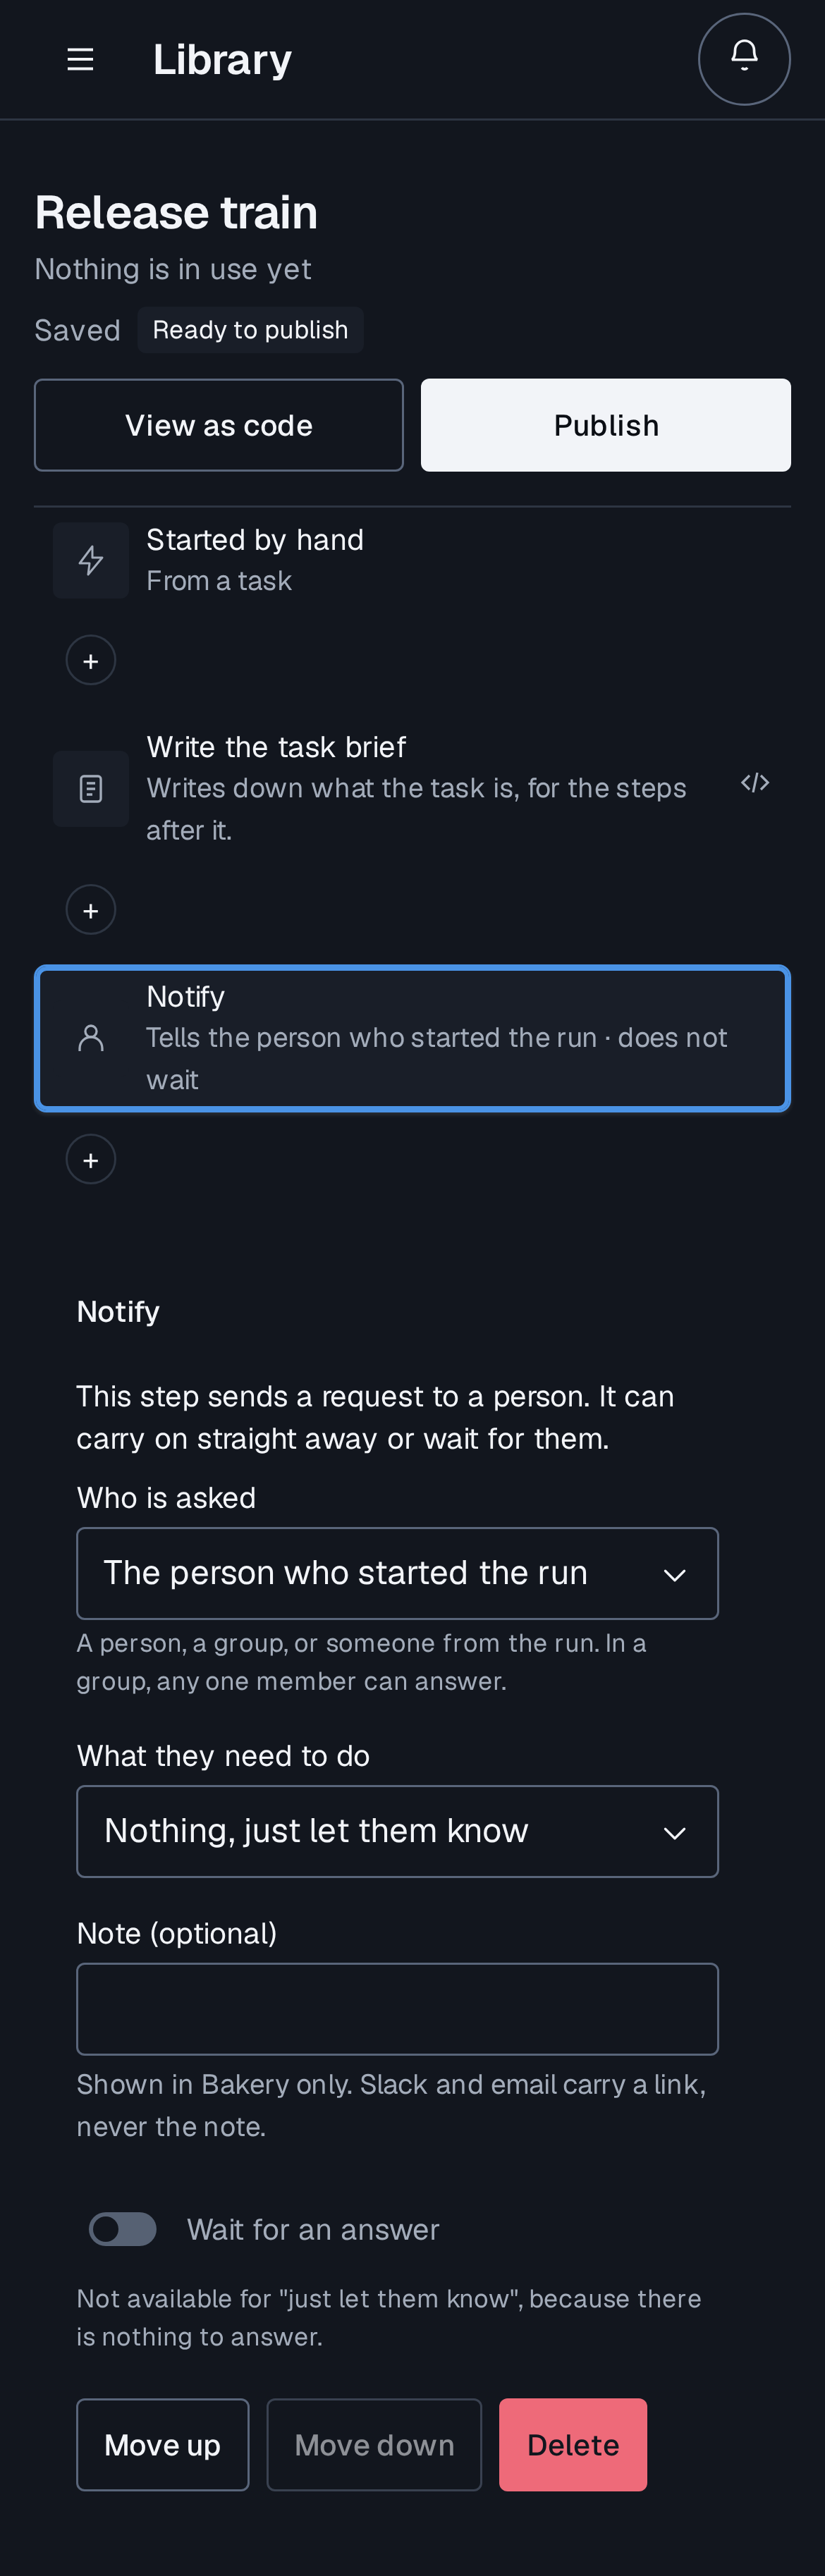 Library
Release train
Nothing is in use yet
Saved
Ready to publish
View as code
Publish
Started by hand
From a task
+
Write the task brief
Writes down what the task is, for the steps
after it.
+
Notify
Tells the person who started the run · does not
wait
+
Notify
This step sends a request to a person. It can
carry on straight away or wait for them.
Who is asked
The person who started the run
A person, a group, or someone from the run. In a
group, any one member can answer.
What they need to do
Nothing, just let them know
Note (optional)
Shown in Bakery only. Slack and email carry a link,
never the note.
Wait for an answer
Not available for "just let them know", because there
is nothing to answer.
Move up
Move down
Delete